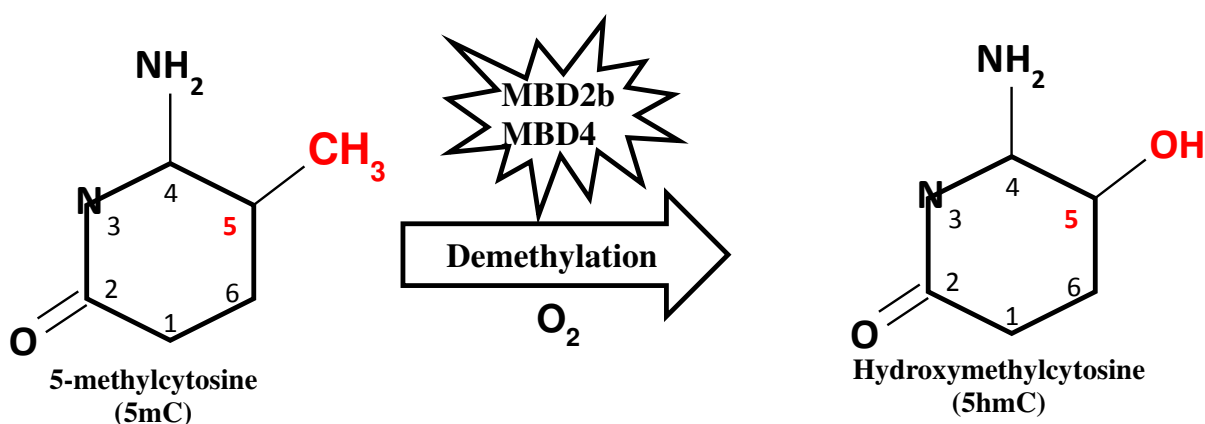 NH2
CH3
N
3
4
5
2
6
1
O
5-methylcytosine
(5mC)
MBD2b
MBD4
Demethylation
O2
NH2
OH
N
3
4
5
2
6
1
O
Hydroxymethylcytosine
(5hmC)